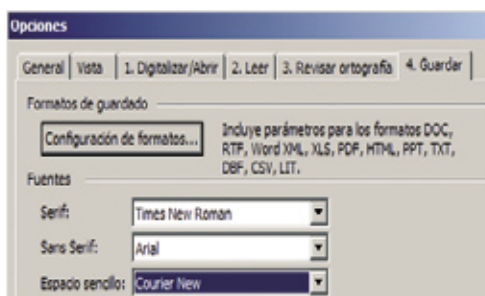 Opciones
General Vista 1. Digitalizar/Abrir 2. Leer 3. Revisar ortografía 4. Guardar
Formatos de guardado
Configuración de formatos... Incluye parámetros para los formatos DOC,
RTF, Word XML, XLS, PDF, HTML, PPT, TXT,
DBF, CSV, LIT.
Fuentes
Serif: Times New Roman
Sans Serif: Arial
Espacio sencillo: Courier New